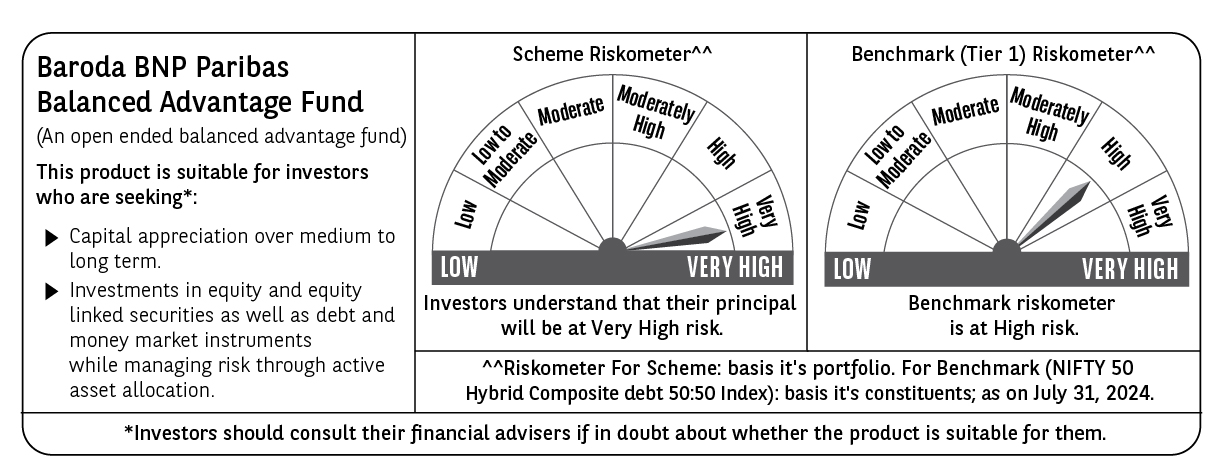 Baroda BNP Paribas
Balanced Advantage Fund
(An open ended balanced advantage fund)
This product is suitable for investors
who are seeking*:
Capital appreciation over medium to
long term.
Investments in equity and equity
linked securities as well as debt and
money market instruments
while managing risk through active
asset allocation.
Scheme Riskometer^^
Low
Low to
Moderate
Moderate
Moderately
High
High
Very
High
LOW
VERY HIGH
Investors understand that their principal
will be at Very High risk.
Benchmark (Tier 1) Riskometer^^
Low
Low to
Moderate
Moderate
Moderately
High
High
Very
High
LOW
VERY HIGH
Benchmark riskometer
is at High risk.
^^Riskometer For Scheme: basis it's portfolio. For Benchmark (NIFTY 50
Hybrid Composite debt 50:50 Index): basis it's constituents; as on July 31, 2024.
*Investors should consult their financial advisers if in doubt about whether the product is suitable for them.